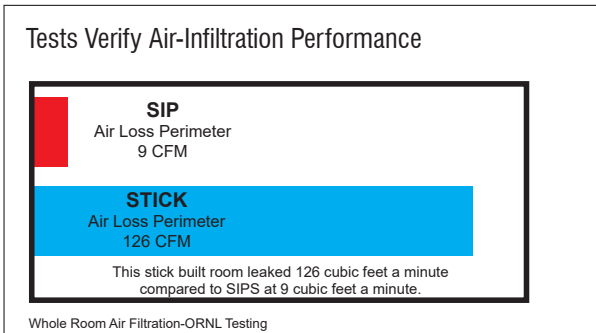 Tests Verify Air-Infiltration Performance
SIP
Air Loss Perimeter
9 CFM
STICK
Air Loss Perimeter
126 CFM
This stick built room leaked 126 cubic feet a minute
compared to SIPS at 9 cubic feet a minute.
Whole Room Air Filtration-ORNL Testing